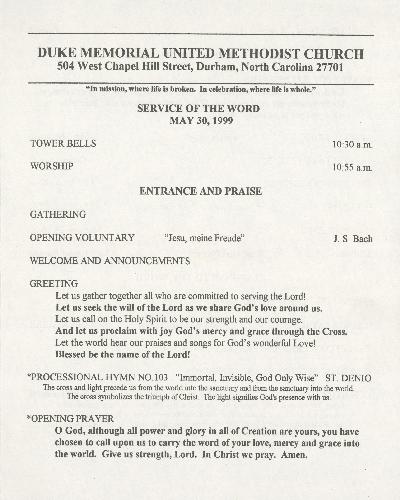 DUKE MEMORIAL UNITED METHODIST CHURCH
504 West Chapel Hill Street, Durham, North Carolina 27701
"In mission, where life is broken. In celebration, where life is whole."
SERVICE OF THE WORD
MAY 30, 1999
TOWER BELLS 10:30 a.m.
WORSHIP 10:55 a.m.
ENTRANCE AND PRAISE
GATHERING
OPENING VOLUNTARY "Jesu, meine Freude" J. S Bach
WELCOME AND ANNOUNCEMENTS
GREETING
Let us gather together all who are committed to serving the Lord!
Let us seek the will of the Lord as we share God's love around us.
Let us call on the Holy Spirit to be our strength and our courage.
And let us proclaim with joy God's mercy and grace through the Cross.
Let the world hear our praises and songs for God's wonderful Love!
Blessed be the name of the Lord!
*PROCESSIONAL HYMN NO.103 "Immortal, Invisible, God Only Wise" ST. DENIO
The cross and light precede us from the world into the sanctuary and from the sanctuary into the world.
The cross symbolizes the triumph of Christ. The light signifies God's presence with us.
*OPENING PRAYER
O God, although all power and glory in all of Creation are yours, you have
chosen to call upon us to carry the word of your love, mercy and grace into
the world. Give us strength, Lord. In Christ we pray. Amen.